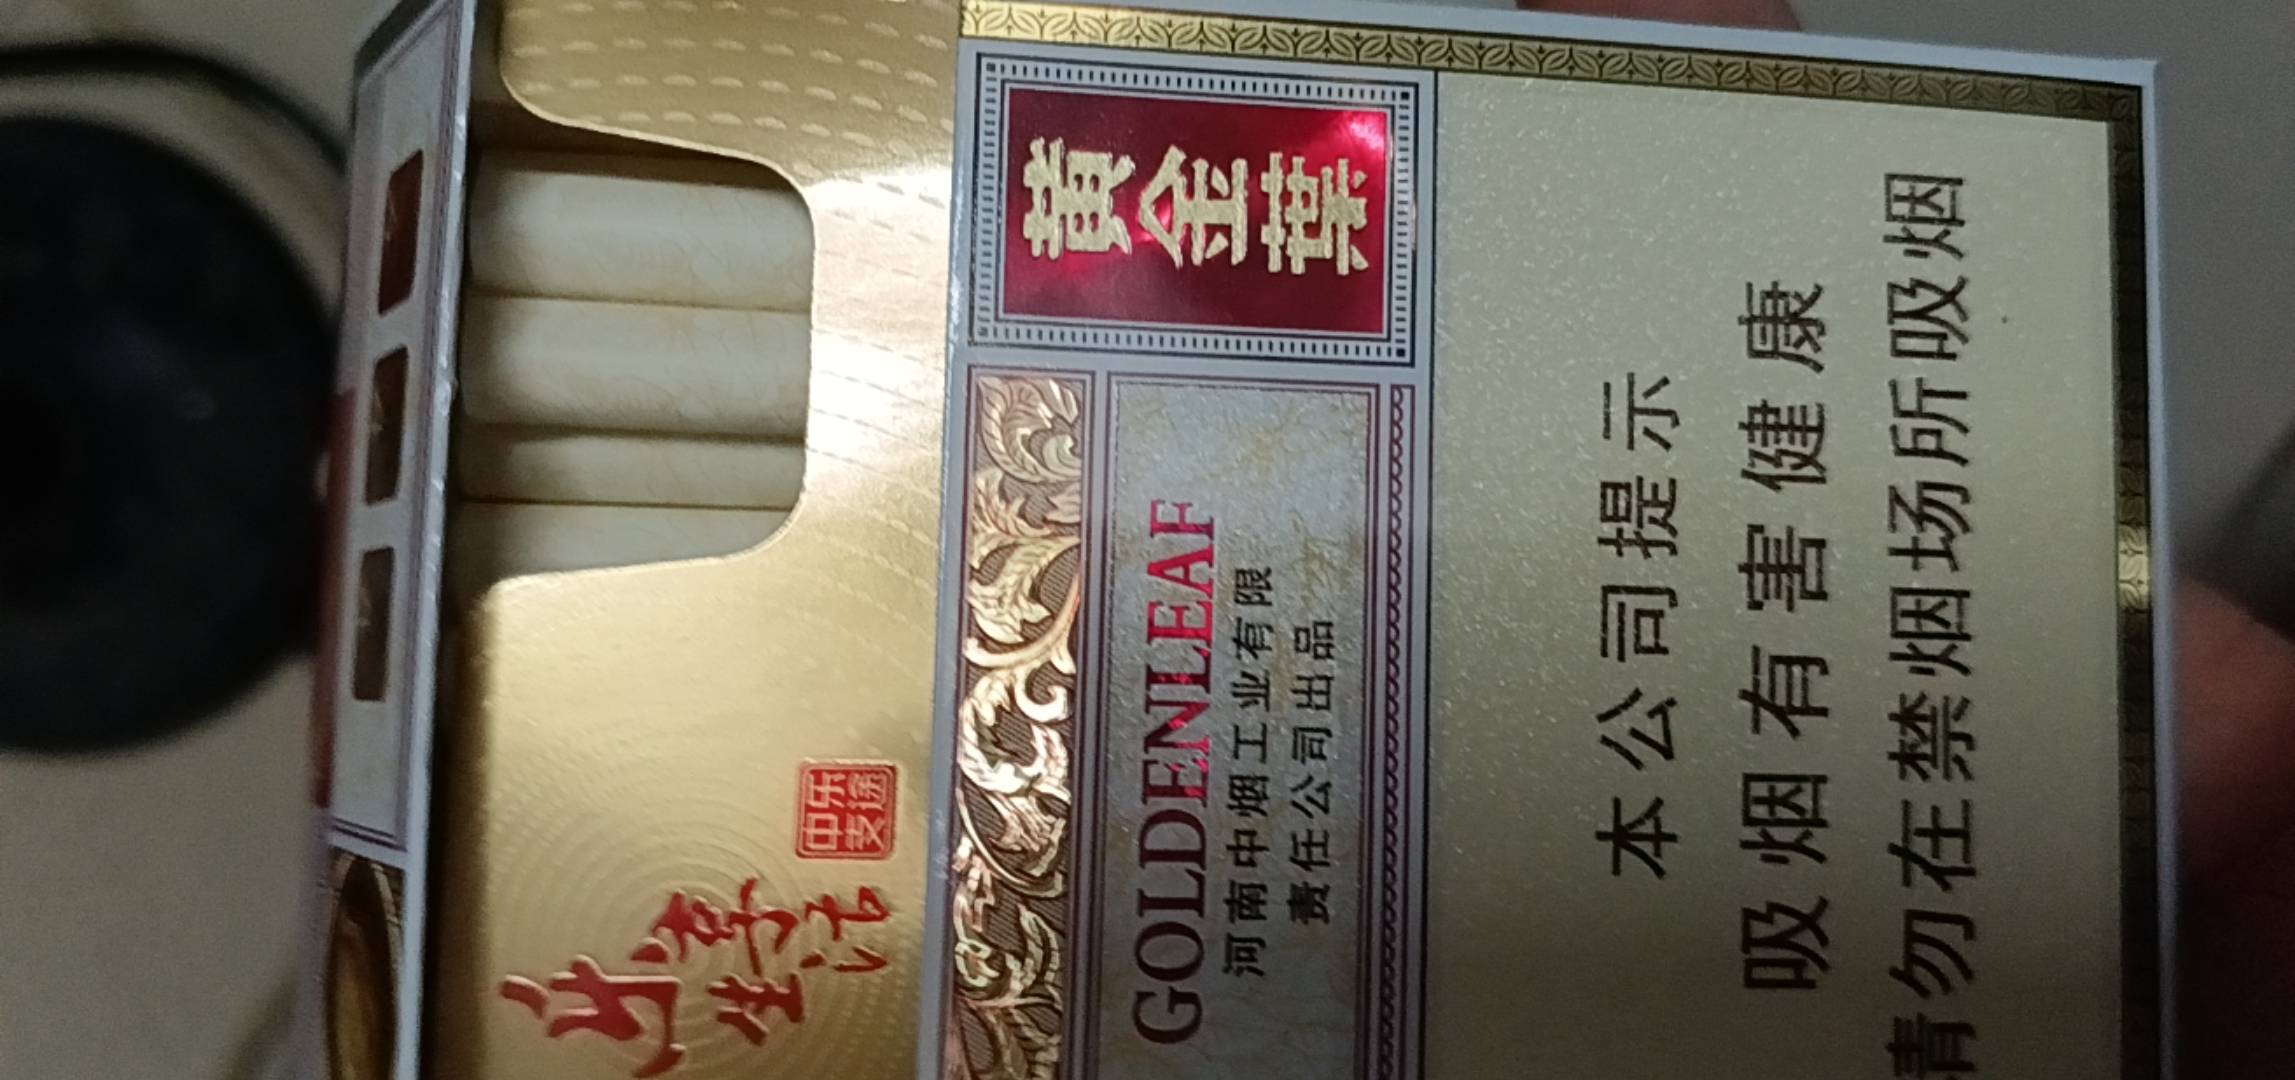 乐途
中支
黄金葉
GOLDENLEAF
河南中烟工业有限
责任公司出品
本公司提示
吸烟有害健康
请勿在禁烟场所吸烟